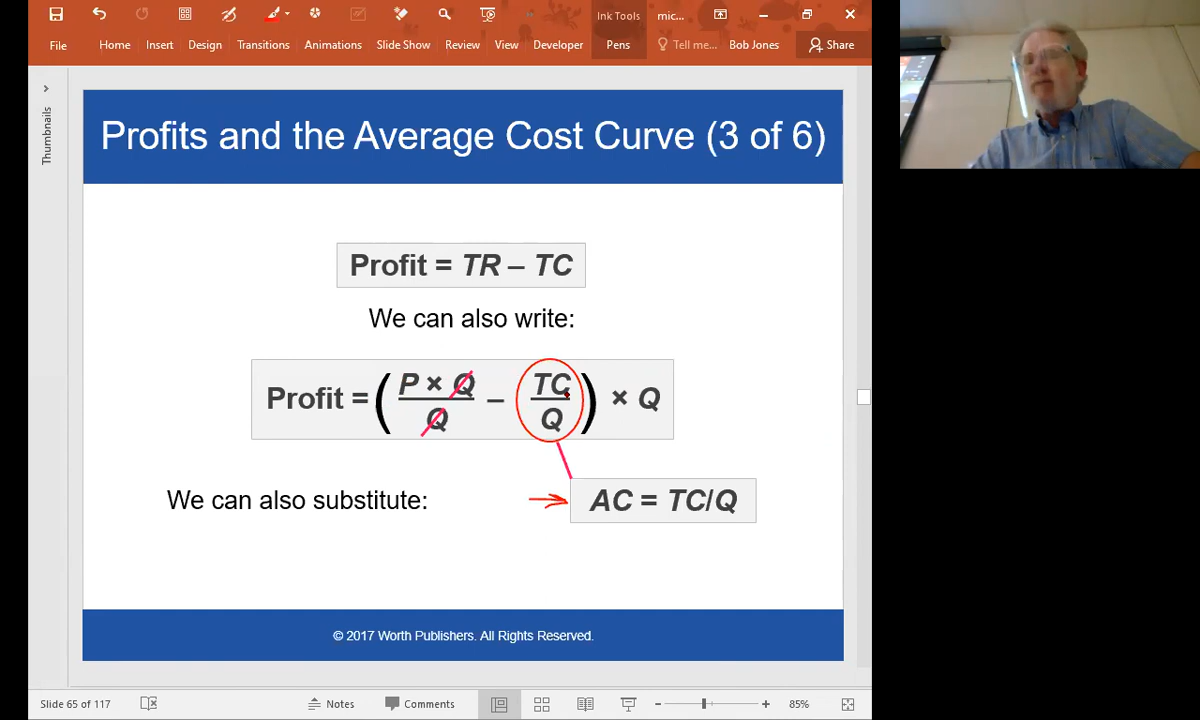 Ink Tools
mic...
File Home Insert Design Transitions Animations Slide Show Review View Developer Pens Tell me... Bob Jones Share
Thumbnails
Profits and the Average Cost Curve (3 of 6)
Profit = TR – TC
We can also write:
Profit = ( P × Q / Q – TC / Q ) × Q
We can also substitute:
AC = TC/Q
© 2017 Worth Publishers. All Rights Reserved.
Slide 65 of 117 Notes Comments 85%